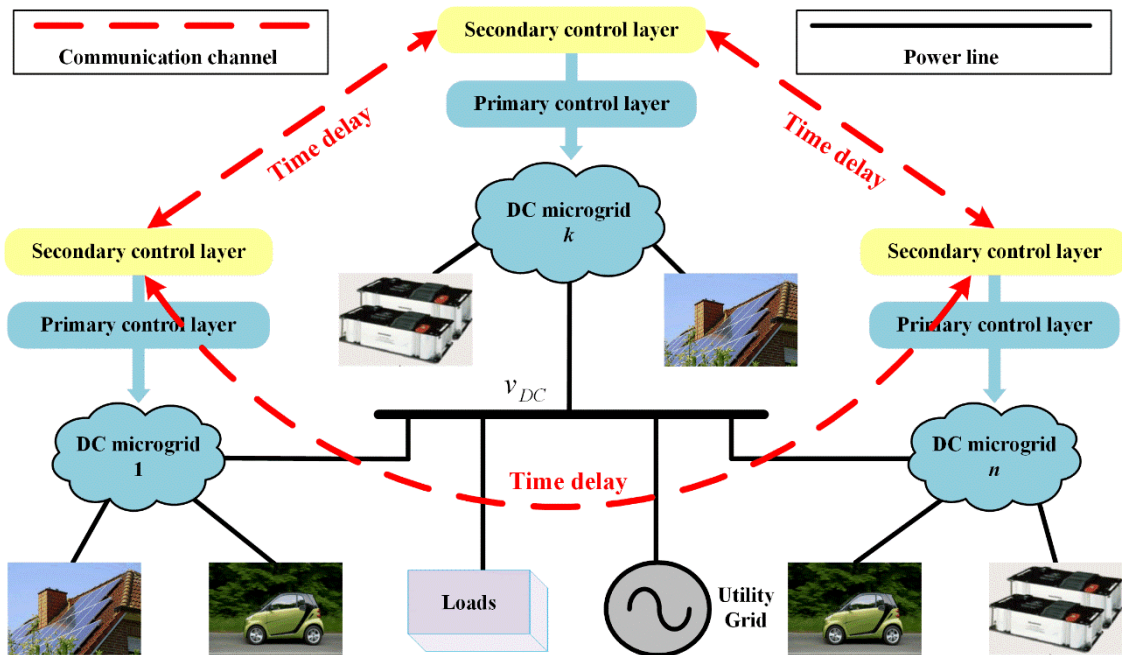 Communication channel
Secondary control layer
Power line
Primary control layer
Time delay
Time delay
DC microgrid
k
Secondary control layer
Secondary control layer
Primary control layer
Primary control layer
v_DC
DC microgrid
1
DC microgrid
n
Time delay
Loads
Utility
Grid